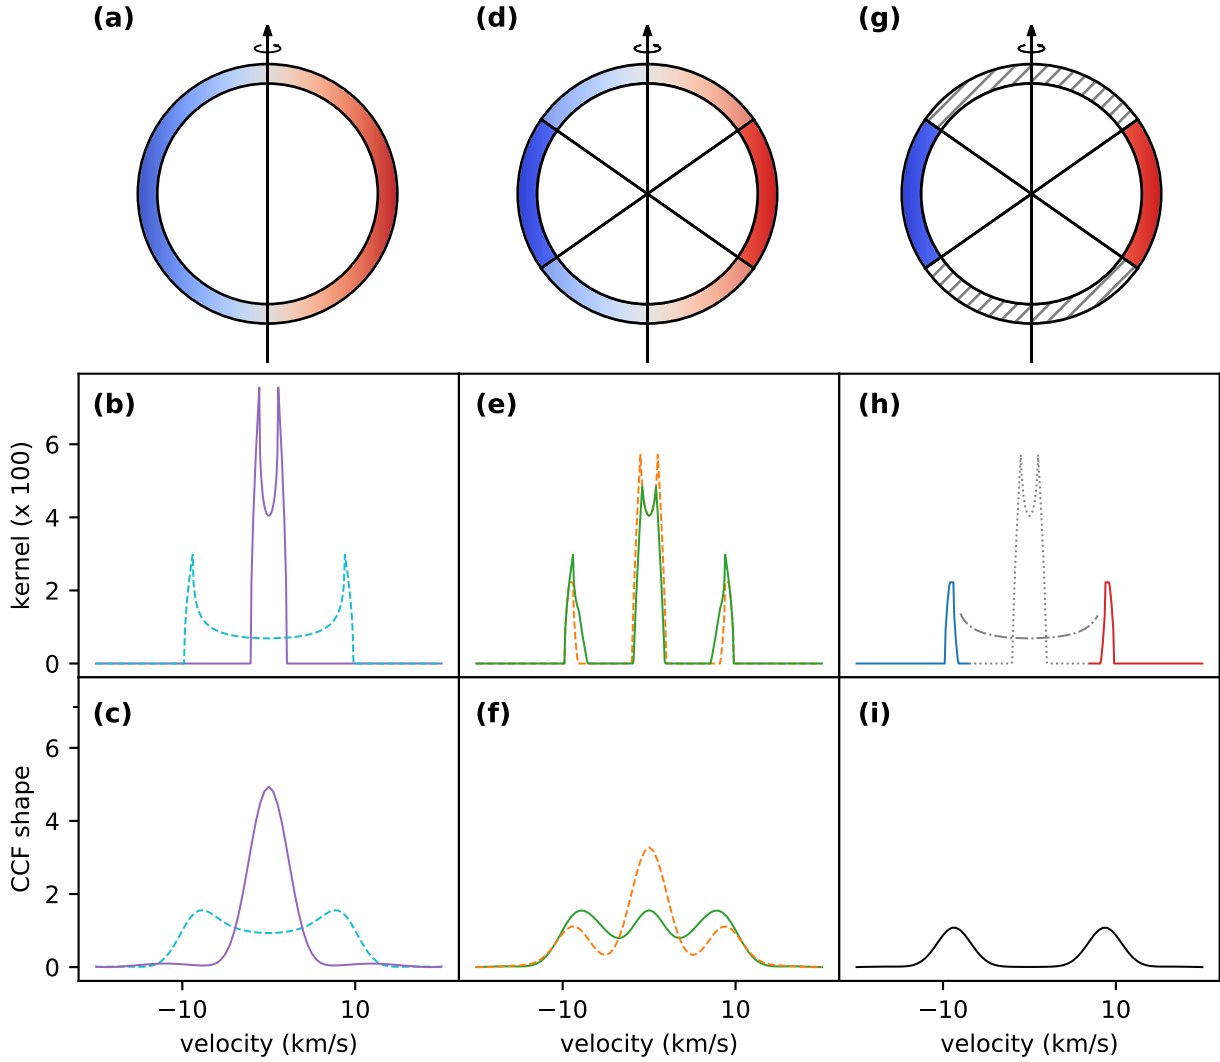 (a) (d) (g)
(b) (e) (h)
kernel (x 100)
6
4
2
0
(c) (f) (i)
CCF shape
6
4
2
0
−10 10 −10 10 −10 10
velocity (km/s) velocity (km/s) velocity (km/s)